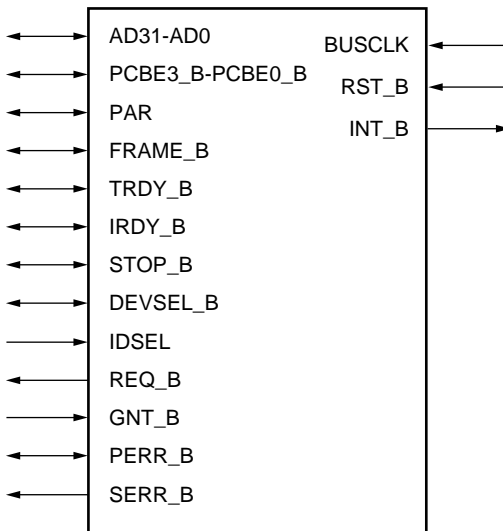 AD31-AD0
PCBE3_B-PCBE0_B
PAR
FRAME_B
TRDY_B
IRDY_B
STOP_B
DEVSEL_B
IDSEL
REQ_B
GNT_B
PERR_B
SERR_B
BUSCLK
RST_B
INT_B